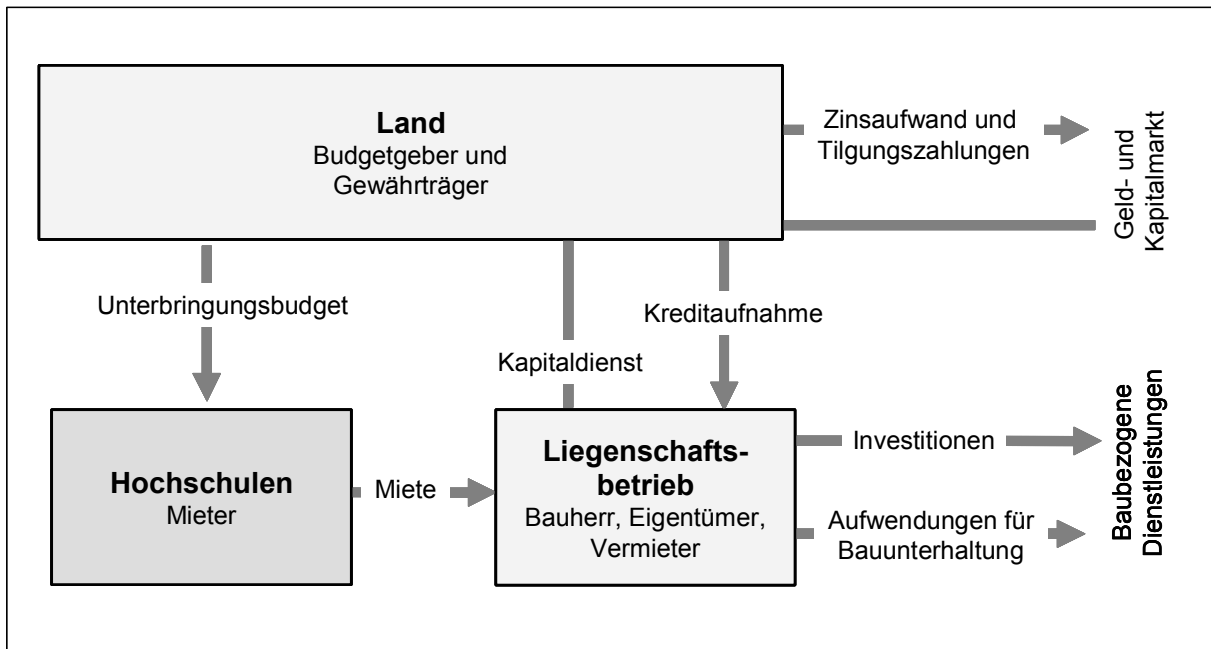 Land
Budgetgeber und
Gewährträger
Zinsaufwand und
Tilgungszahlungen
Geld- und
Kapitalmarkt
Unterbringungsbudget
Kreditaufnahme
Kapitaldienst
Hochschulen
Mieter
Miete
Liegenschafts-
betrieb
Bauherr, Eigentümer,
Vermieter
Investitionen
Aufwendungen für
Bauunterhaltung
Baubezogene
Dienstleistungen